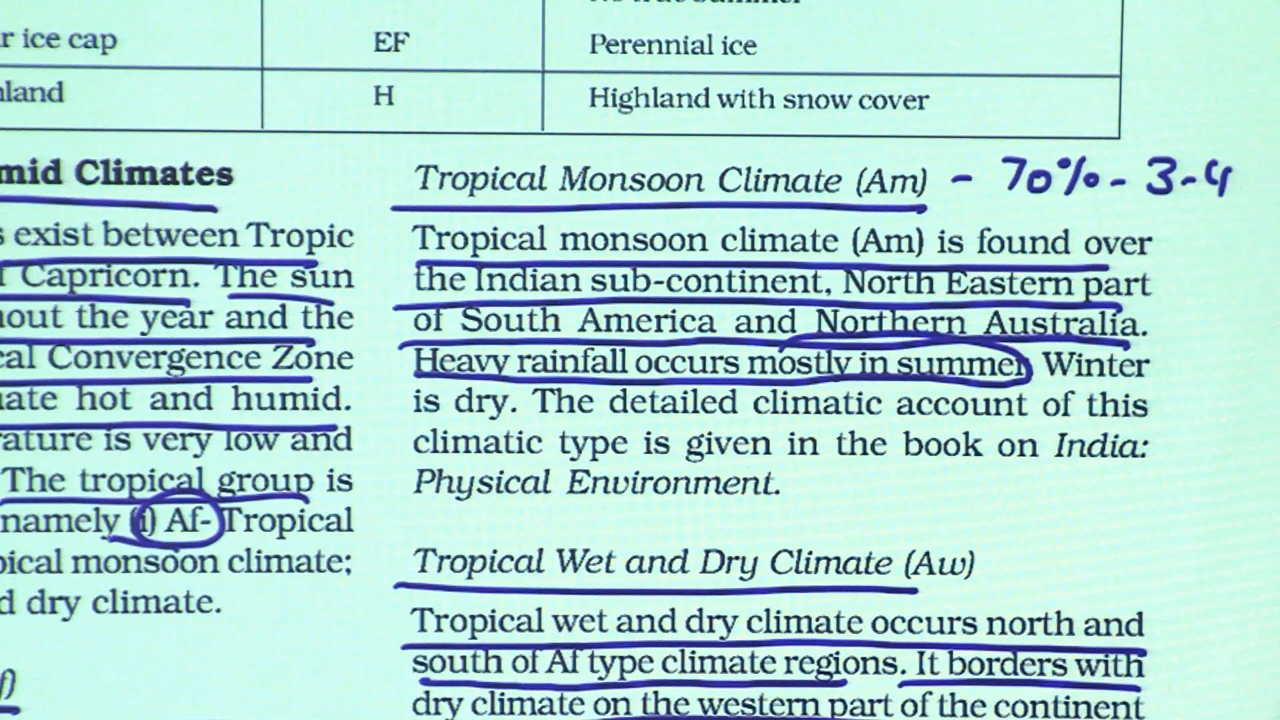 r ice cap EF Perennial ice
land H Highland with snow cover
mid Climates
s exist between Tropic
f Capricorn. The sun
hout the year and the
cal Convergence Zone
ate hot and humid.
rature is very low and
The tropical group is
namely (i) Af- Tropical
pical monsoon climate;
d dry climate.
f)
Tropical Monsoon Climate (Am) - 70% - 3-4
Tropical monsoon climate (Am) is found over
the Indian sub-continent, North Eastern part
of South America and Northern Australia.
Heavy rainfall occurs mostly in summer. Winter
is dry. The detailed climatic account of this
climatic type is given in the book on India:
Physical Environment.
Tropical Wet and Dry Climate (Aw)
Tropical wet and dry climate occurs north and
south of Af type climate regions. It borders with
dry climate on the western part of the continent